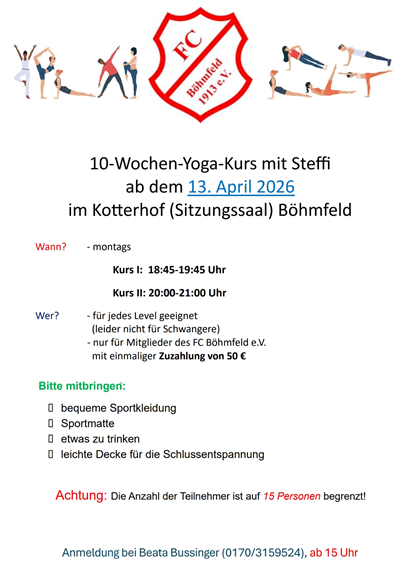 FC
Böhmfeld
1913 e.V.
10-Wochen-Yoga-Kurs mit Steffi
ab dem 13. April 2026
im Kotterhof (Sitzungssaal) Böhmfeld
Wann? - montags
Kurs I: 18:45-19:45 Uhr
Kurs II: 20:00-21:00 Uhr
Wer? - für jedes Level geeignet
(leider nicht für Schwangere)
- nur für Mitglieder des FC Böhmfeld e.V.
mit einmaliger Zuzahlung von 50 €
Bitte mitbringen:
bequeme Sportkleidung
Sportmatte
etwas zu trinken
leichte Decke für die Schlussentspannung
Achtung: Die Anzahl der Teilnehmer ist auf 15 Personen begrenzt!
Anmeldung bei Beata Bussinger (0170/3159524), ab 15 Uhr